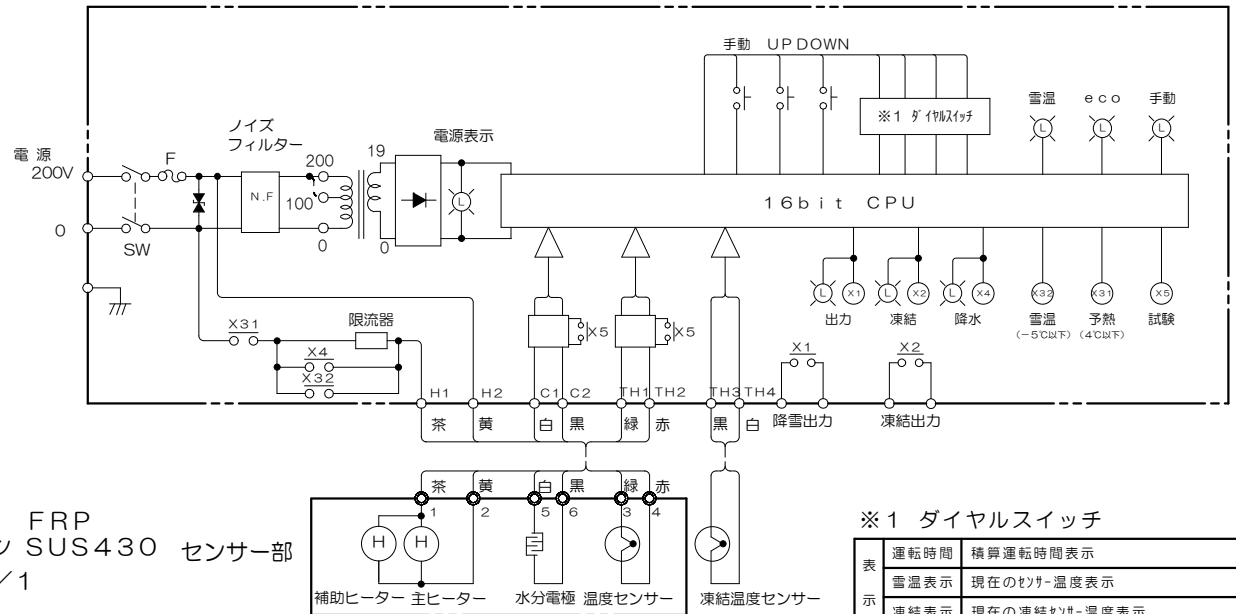 手動 UP DOWN
※1 ダイヤルスイッチ
雪温 eco 手動
L L L
ノイズ
フィルター
電源表示
電源
200V
0
F
SW
N.F
200
100
0
19
0
L
16bit CPU
L X1 L X2 L X4 X32 X31 X5
出力 凍結 降水 雪温 予熱 試験
(-5℃以下) (4℃以下)
X31 限流器
X4
X32
X5 X5
X1 X2
H1 H2 C1 C2 TH1 TH2 TH3 TH4
茶 黄 白 黒 緑 赤 黒 白 降雪出力 凍結出力
茶 黄 白 黒 緑 赤
1 2 5 6 3 4
H H
補助ヒーター 主ヒーター 水分電極 温度センサー 凍結温度センサー
FRP
ン SUS430 センサー部
/1
※1 ダイヤルスイッチ
表示
運転時間 積算運転時間表示
雪温表示 現在のセンサー温度表示
凍結表示 現在の凍結センサー温度表示